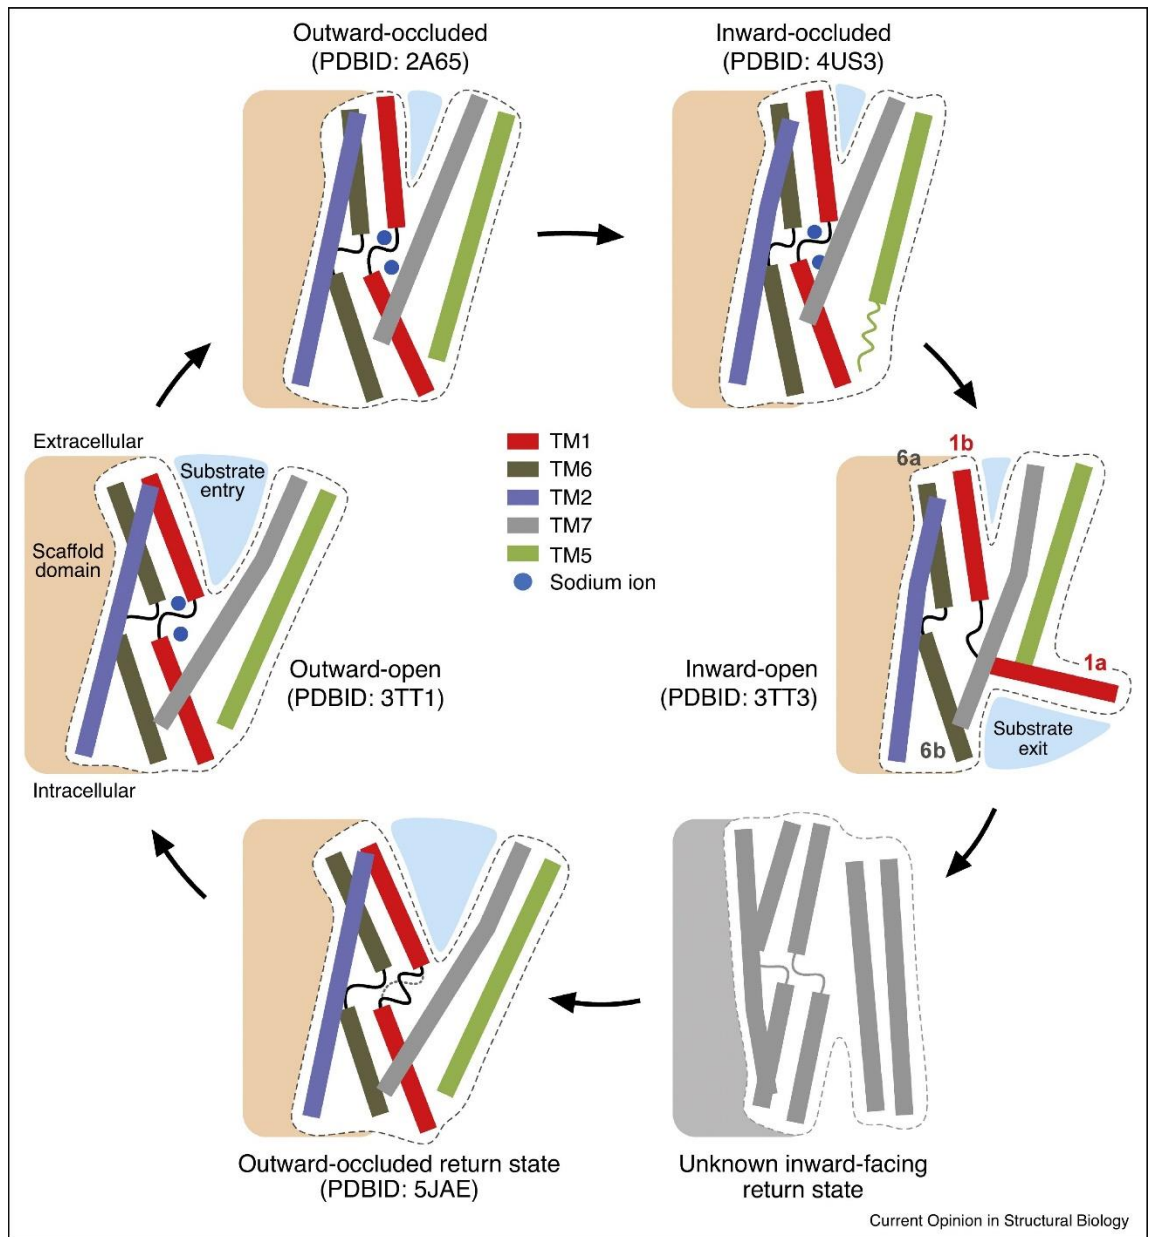 Outward-occluded
(PDBID: 2A65)
Inward-occluded
(PDBID: 4US3)
Extracellular
Substrate
entry
Scaffold
domain
Outward-open
(PDBID: 3TT1)
Intracellular
TM1
TM6
TM2
TM7
TM5
Sodium ion
6a
1b
Inward-open
(PDBID: 3TT3)
1a
Substrate
exit
6b
Outward-occluded return state
(PDBID: 5JAE)
Unknown inward-facing
return state
Current Opinion in Structural Biology